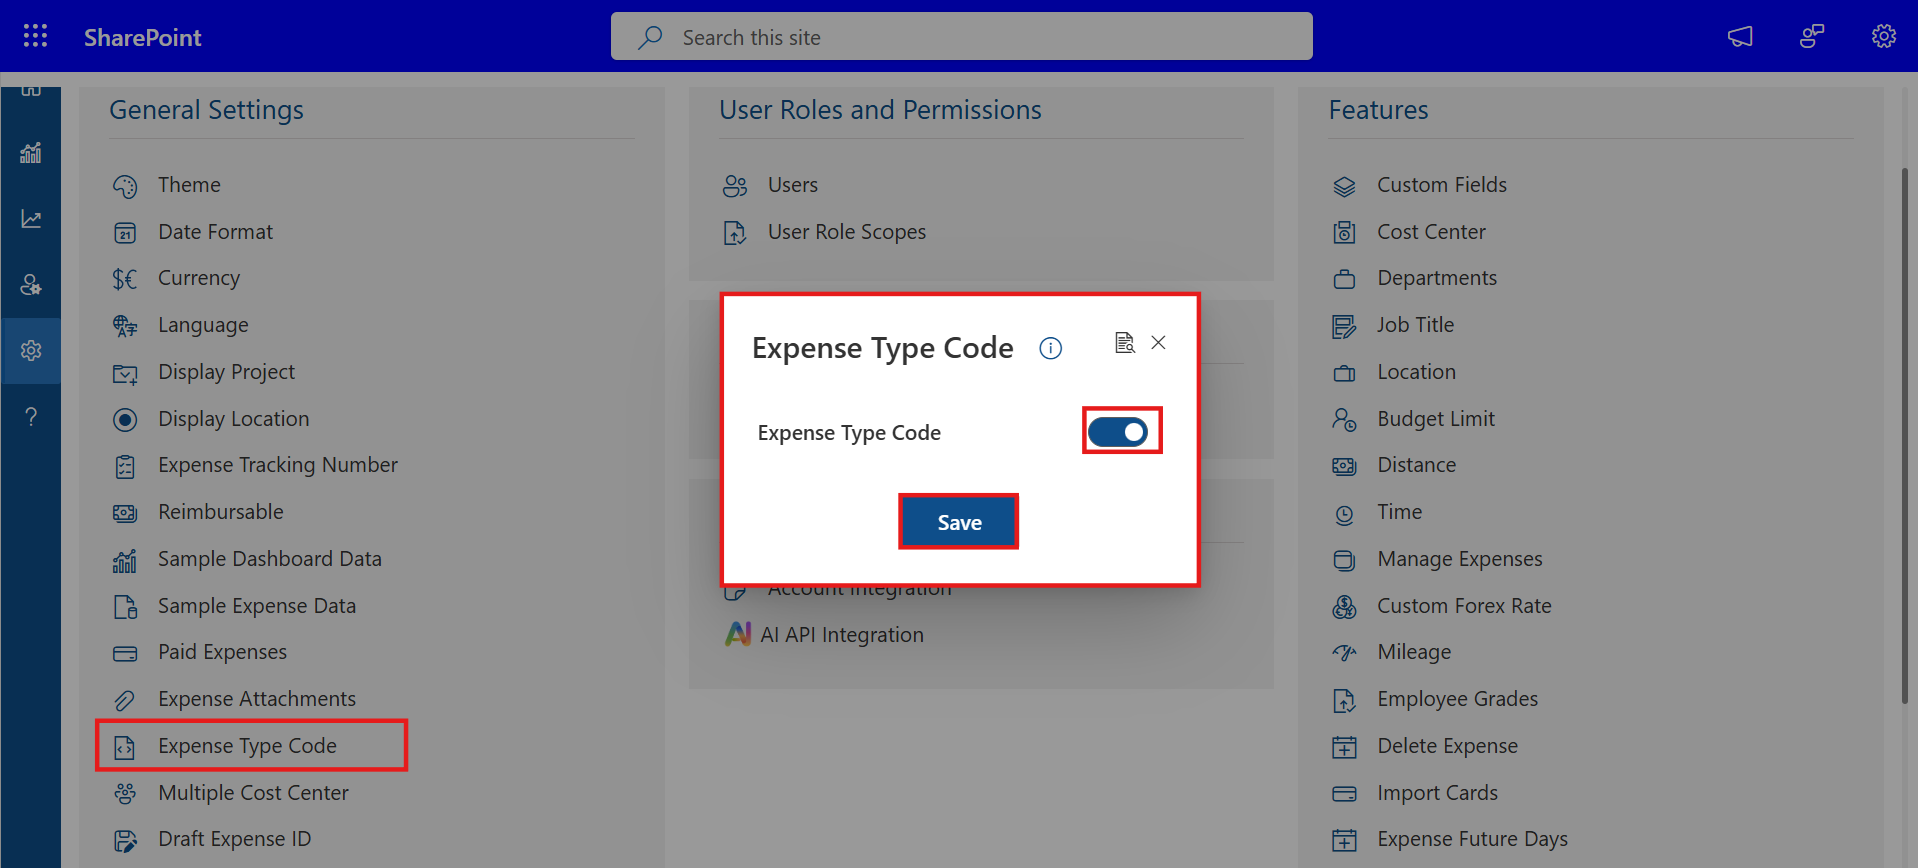 SharePoint
Search this site
General Settings
Theme
21
Date Format
Currency
Language
Display Project
Display Location
Expense Tracking Number
Reimbursable
Sample Dashboard Data
Sample Expense Data
Paid Expenses
Expense Attachments
Expense Type Code
Multiple Cost Center
Draft Expense ID
User Roles and Permissions
Users
User Role Scopes
Expense Type Code
Expense Type Code
Save
Account Integration
AI AI API Integration
Features
Custom Fields
Cost Center
Departments
Job Title
Location
Budget Limit
Distance
Time
Manage Expenses
Custom Forex Rate
Mileage
Employee Grades
Delete Expense
Import Cards
Expense Future Days